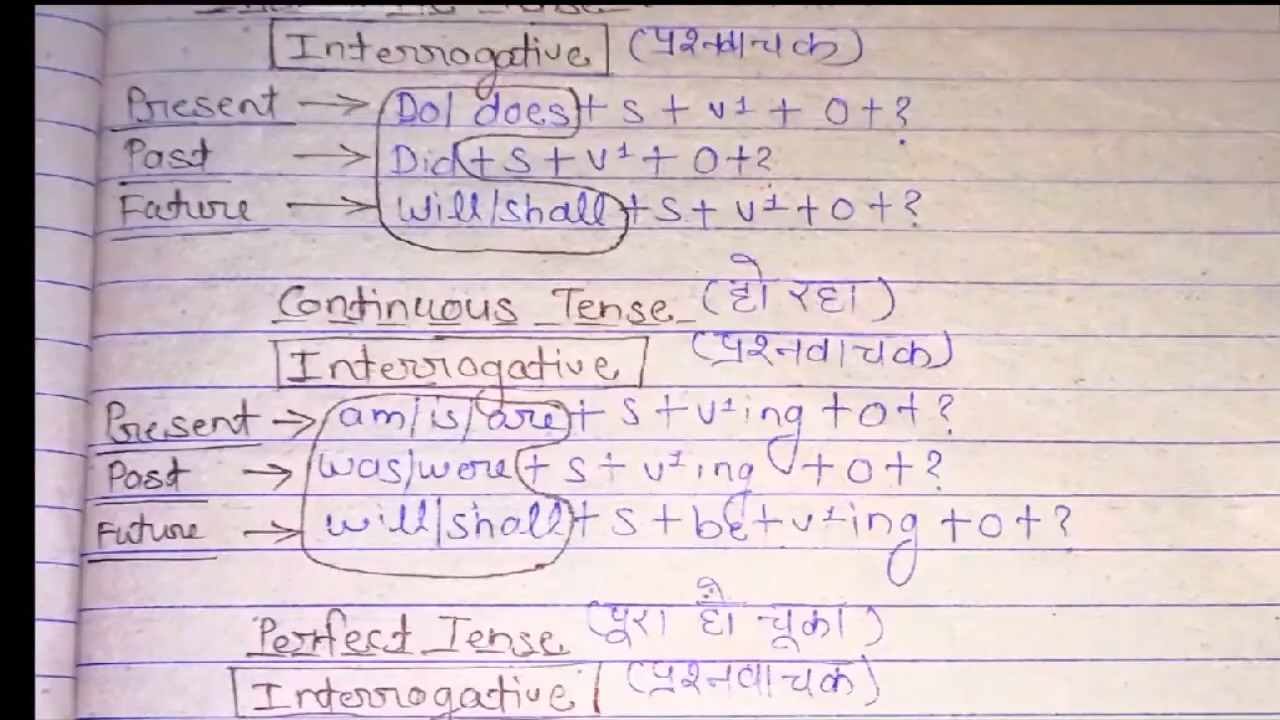 Interrogative (प्रश्नवाचक)
Present → Do/does + S + V¹ + O + ?
Past → Did + S + V¹ + O + ?
Fature → Will/shall + S + V¹ + O + ?
Continuous Tense (हो रहा)
Interrogative (प्रश्नवाचक)
Present → am/is/are + S + V¹ing + O + ?
Past → was/were + S + V¹ing + O + ?
Future → will/shall + S + be + V¹ing + O + ?
Perfect Tense (पूरा हो चूका)
Interrogative (प्रश्नवाचक)